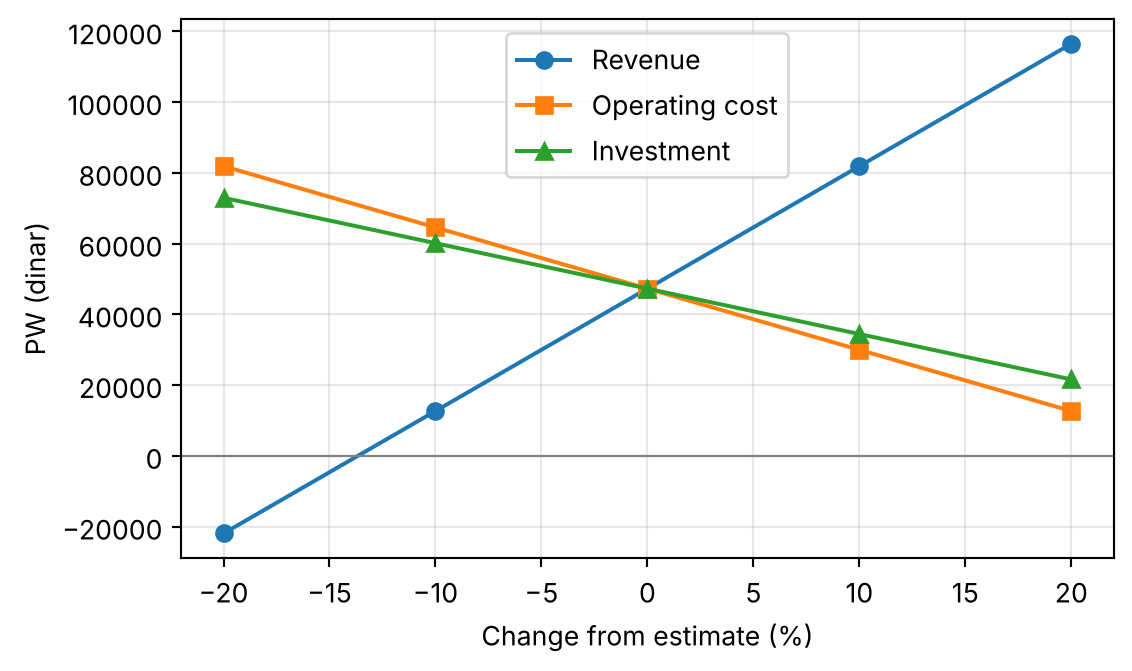 120000
100000
80000
60000
40000
20000
0
−20000
PW (dinar)
Revenue
Operating cost
Investment
−20 −15 −10 −5 0 5 10 15 20
Change from estimate (%)